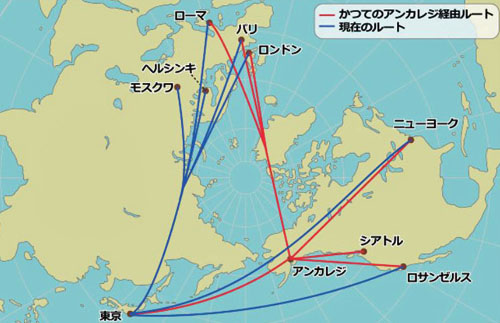 かつてのアンカレジ経由ルート
現在のルート
ローマ
パリ
ロンドン
ヘルシンキ
モスクワ
ニューヨーク
シアトル
アンカレジ
ロサンゼルス
東京